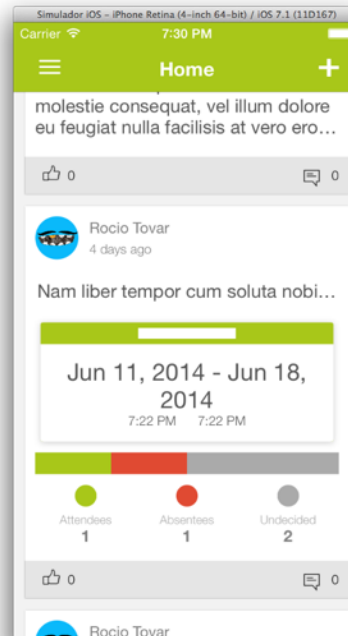 Simulador iOS - iPhone Retina (4-inch 64-bit) / iOS 7.1 (11D167)
Carrier 7:30 PM
Home
molestie consequat, vel illum dolore
eu feugiat nulla facilisis at vero ero...
0 0
Rocio Tovar
4 days ago
Nam liber tempor cum soluta nobi...
Jun 11, 2014 - Jun 18,
2014
7:22 PM 7:22 PM
Attendees Absentees Undecided
1 1 2
0 0
Rocio Tovar